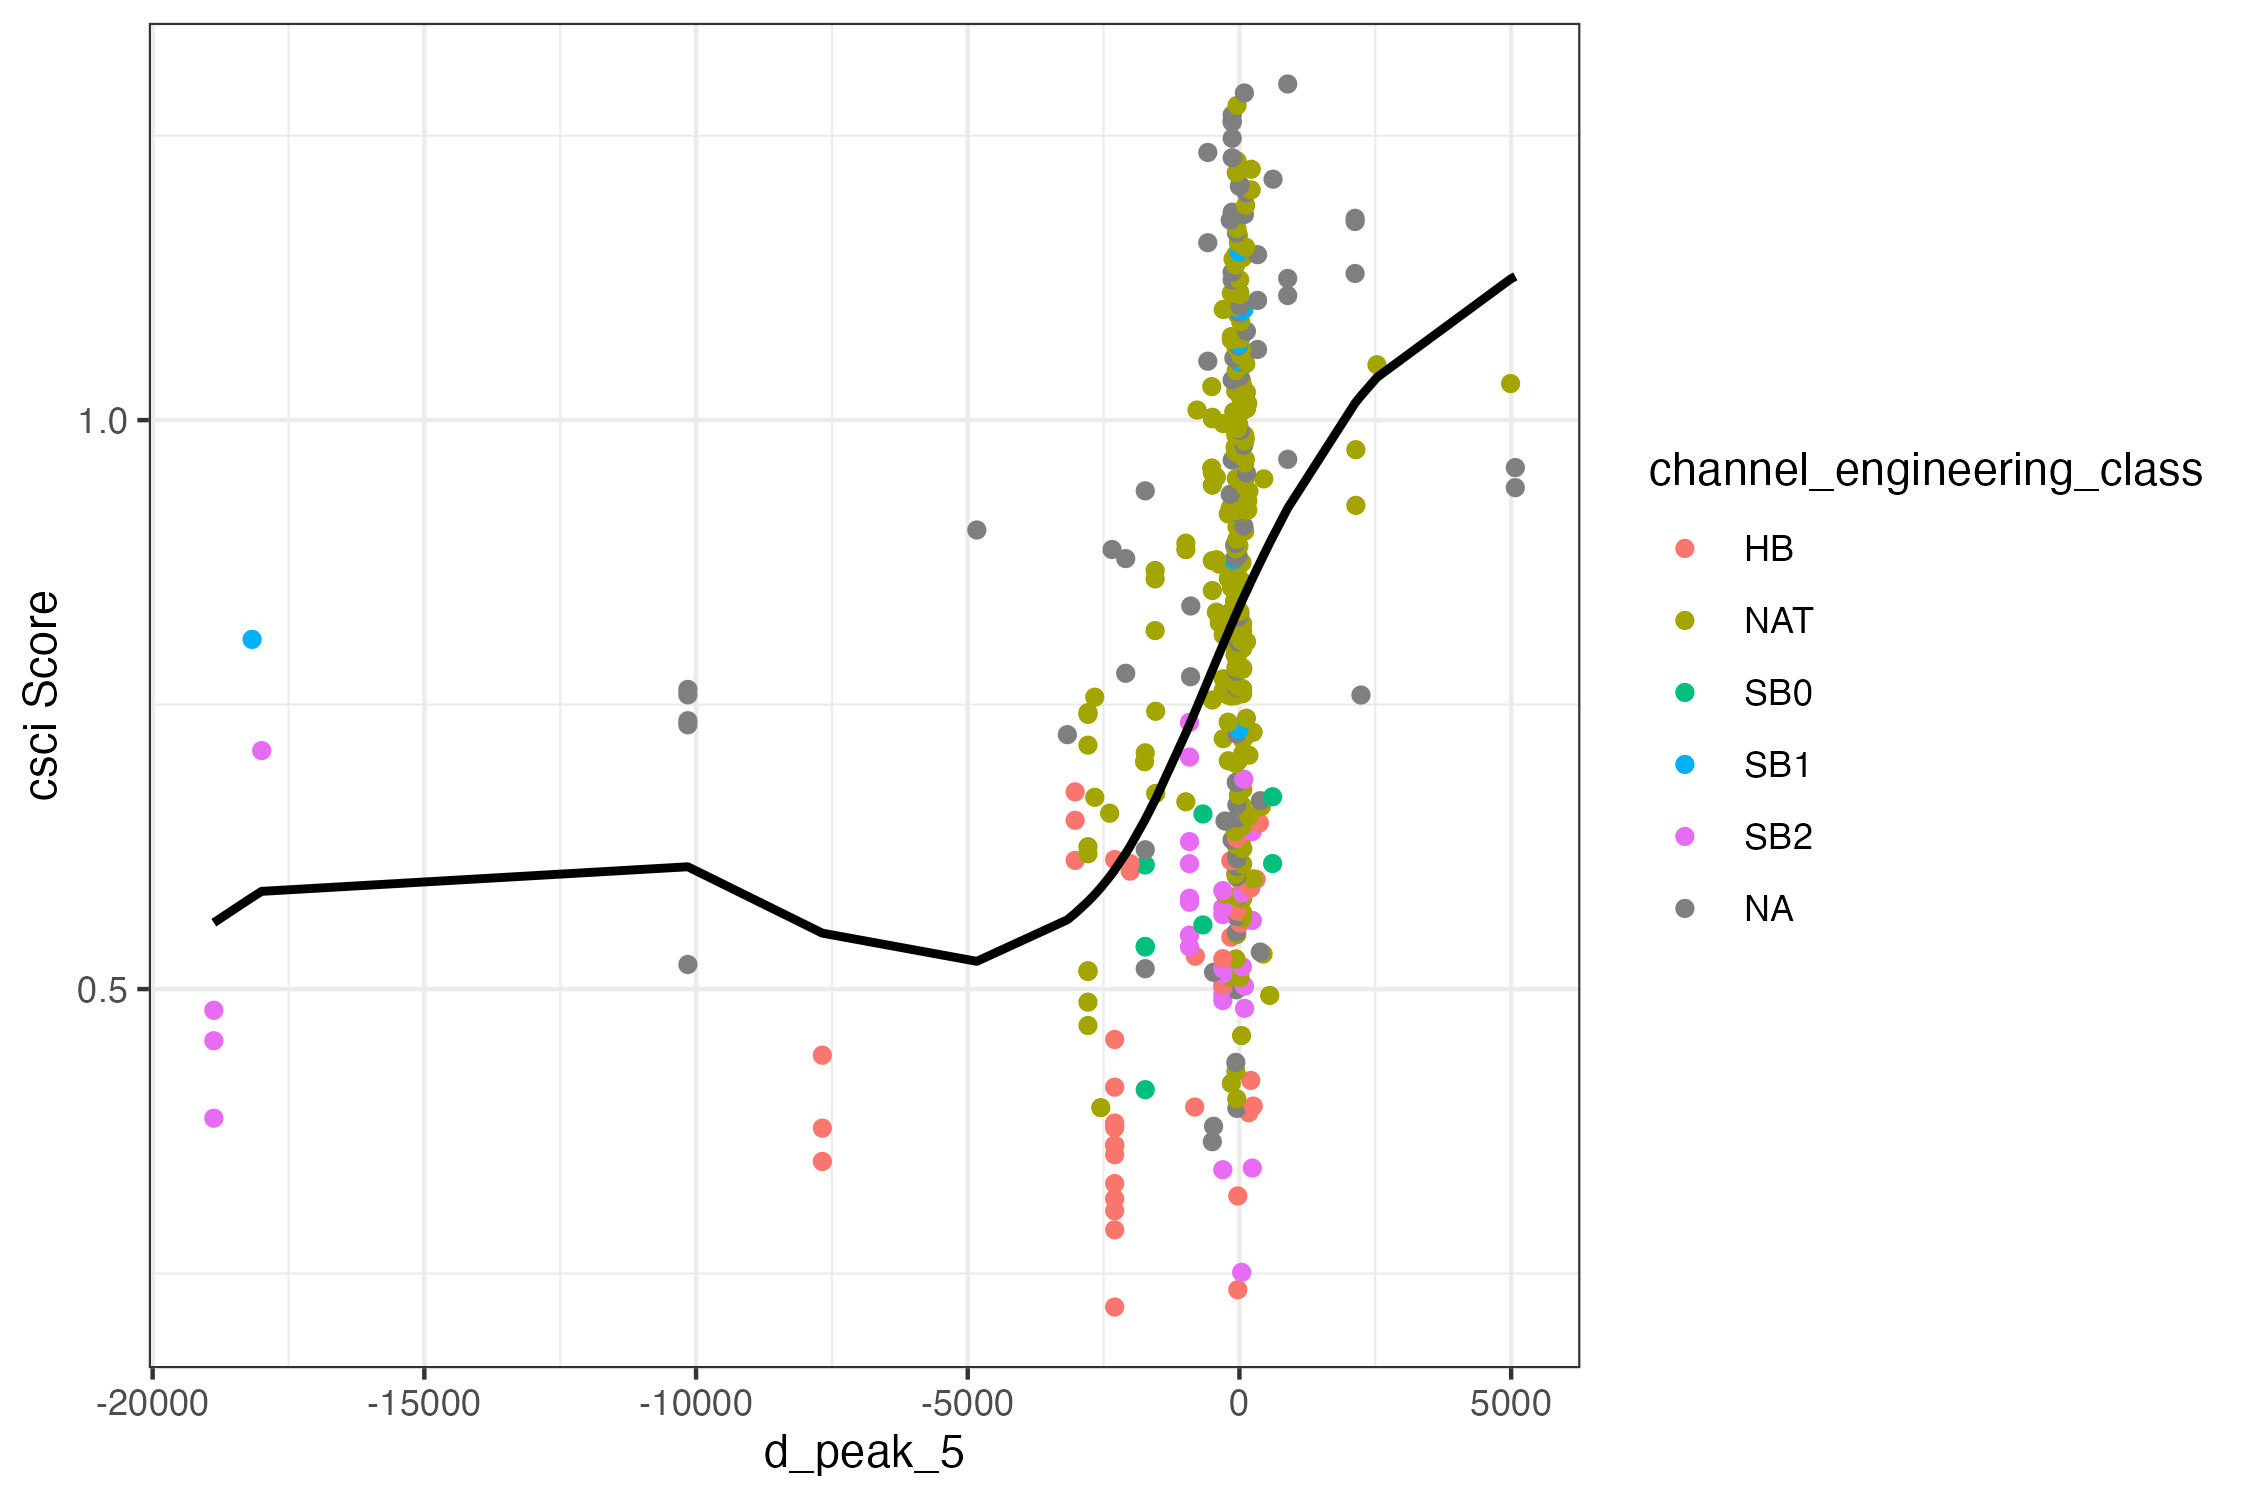 csci Score
1.0
0.5
-20000 -15000 -10000 -5000 0 5000
d_peak_5
channel_engineering_class
HB
NAT
SB0
SB1
SB2
NA